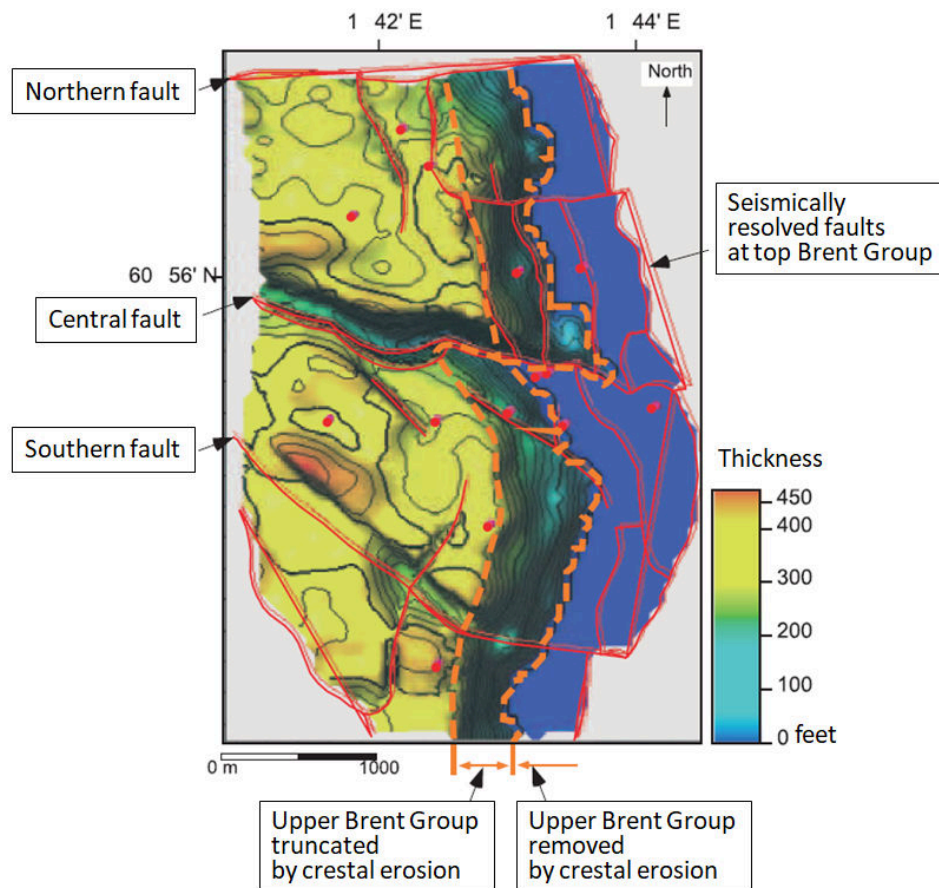 1 42' E
1 44' E
Northern fault
North
Seismically
resolved faults
at top Brent Group
60 56' N
Central fault
Southern fault
Thickness
450
400
300
200
100
0 feet
0 m
1000
Upper Brent Group
truncated
by crestal erosion
Upper Brent Group
removed
by crestal erosion